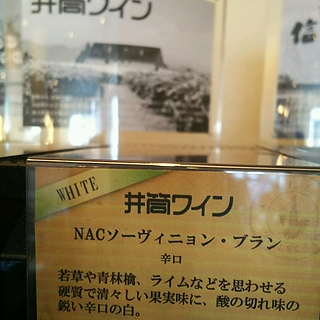 井筒ワイン
信
WHITE
井筒ワイン
NACソーヴィニョン・ブラン
辛口
若草や青林檎、ライムなどを思わせる
硬質で清々しい果実味に、酸の切れ味の
鋭い辛口の白。